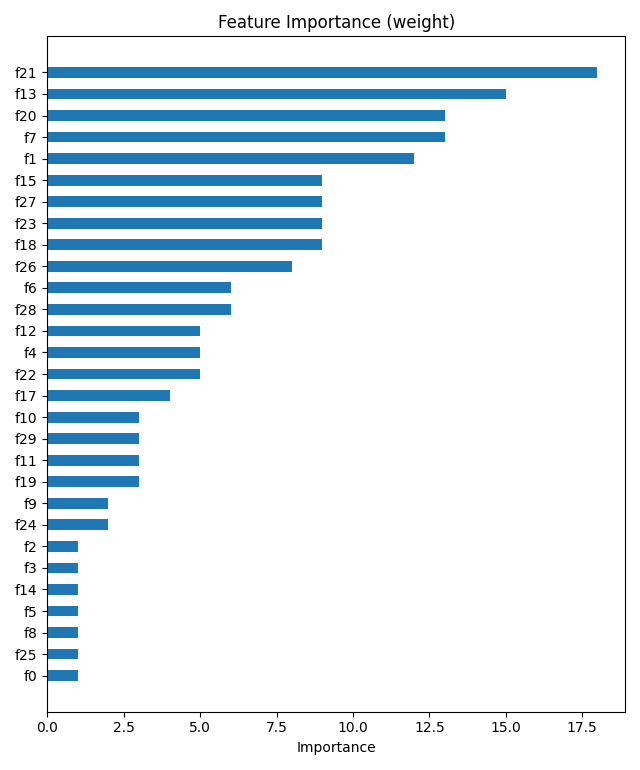 Feature Importance (weight)
f21
f13
f20
f7
f1
f15
f27
f23
f18
f26
f6
f28
f12
f4
f22
f17
f10
f29
f11
f19
f9
f24
f2
f3
f14
f5
f8
f25
f0
0.0 2.5 5.0 7.5 10.0 12.5 15.0 17.5
Importance